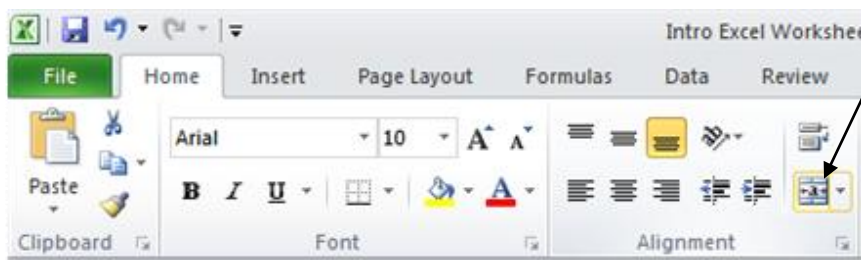 Intro Excel Workshee
File Home Insert Page Layout Formulas Data Review
Arial 10 A A
Paste B I U A
Clipboard Font Alignment